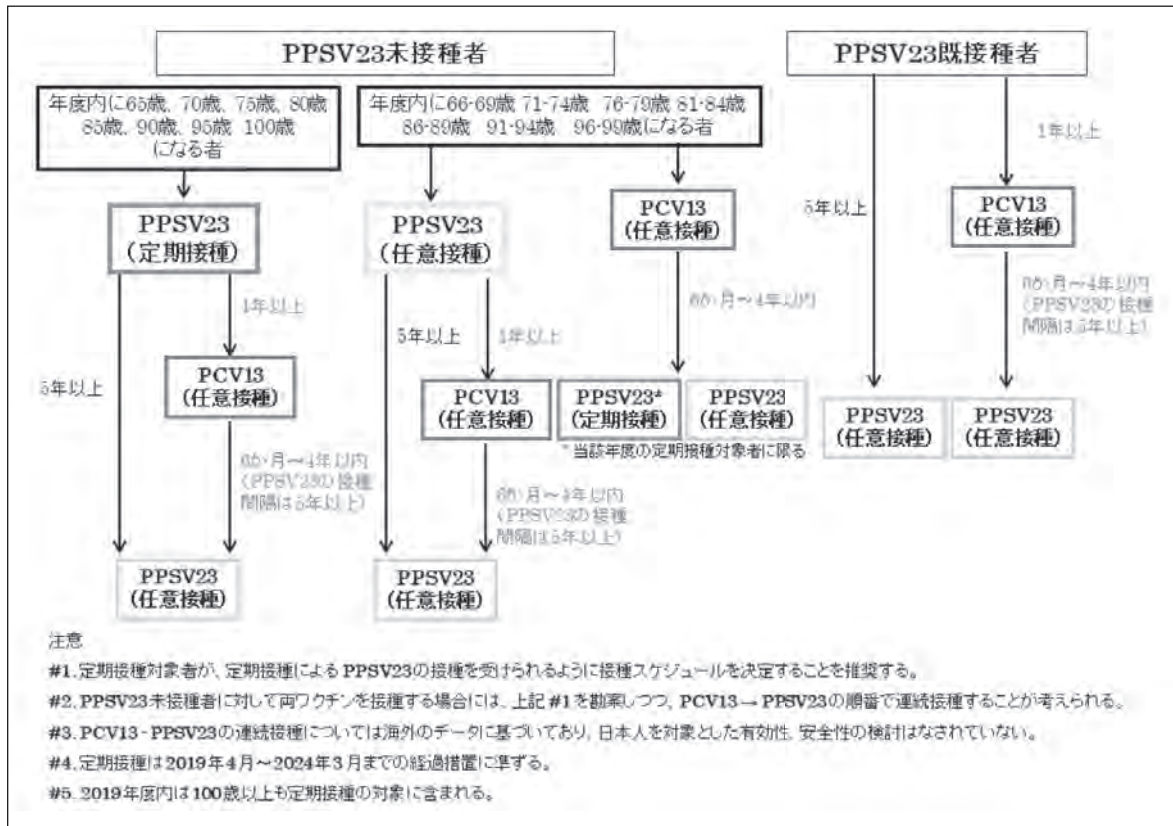 PPSV23未接種者
PPSV23既接種者
年度内に65歳、70歳、75歳、80歳
85歳、90歳、95歳 100歳
になる者
年度内に66-69歳 71-74歳 76-79歳 81-84歳
86-89歳 91-94歳 96-99歳になる者
PPSV23
(定期接種)
1年以上
5年以上
PCV13
(任意接種)
6か月~4年以内
(PPSV23の接種
間隔は5年以上)
PPSV23
(任意接種)
PPSV23
(任意接種)
5年以上
1年以上
PCV13
(任意接種)
6か月~4年以内
(PPSV23の接種
間隔は5年以上)
PPSV23
(任意接種)
PCV13
(任意接種)
6か月~4年以内
PPSV23*
(定期接種)
PPSV23
(任意接種)
*当該年度の定期接種対象者に限る
5年以上
1年以上
PCV13
(任意接種)
6か月~4年以内
(PPSV23の接種
間隔は5年以上)
PPSV23
(任意接種)
PPSV23
(任意接種)
注意
#1. 定期接種対象者が、定期接種によるPPSV23の接種を受けられるように接種スケジュールを決定することを推奨する。
#2. PPSV23未接種者に対して両ワクチンを接種する場合には、上記#1を勘案しつつ、PCV13→PPSV23の順番で連続接種することが考えられる。
#3. PCV13-PPSV23の連続接種については海外のデータに基づいており、日本人を対象とした有効性、安全性の検討はなされていない。
#4. 定期接種は2019年4月~2024年3月までの経過措置に準ずる。
#5. 2019年度内は100歳以上も定期接種の対象に含まれる。